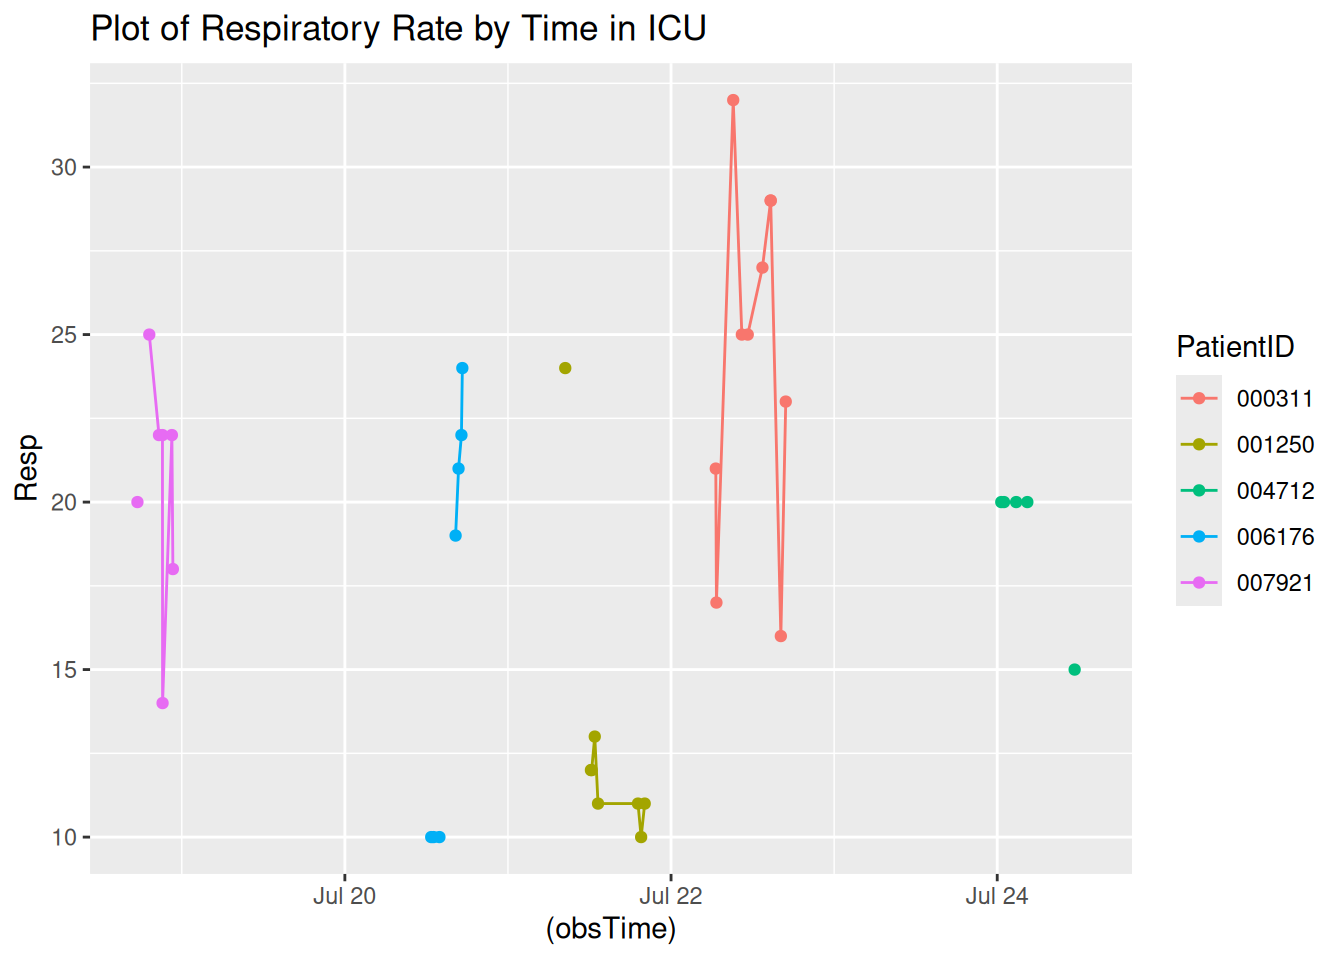 Plot of Respiratory Rate by Time in ICU
Resp
30
25
20
15
10
Jul 20
Jul 22
Jul 24
(obsTime)
PatientID
000311
001250
004712
006176
007921